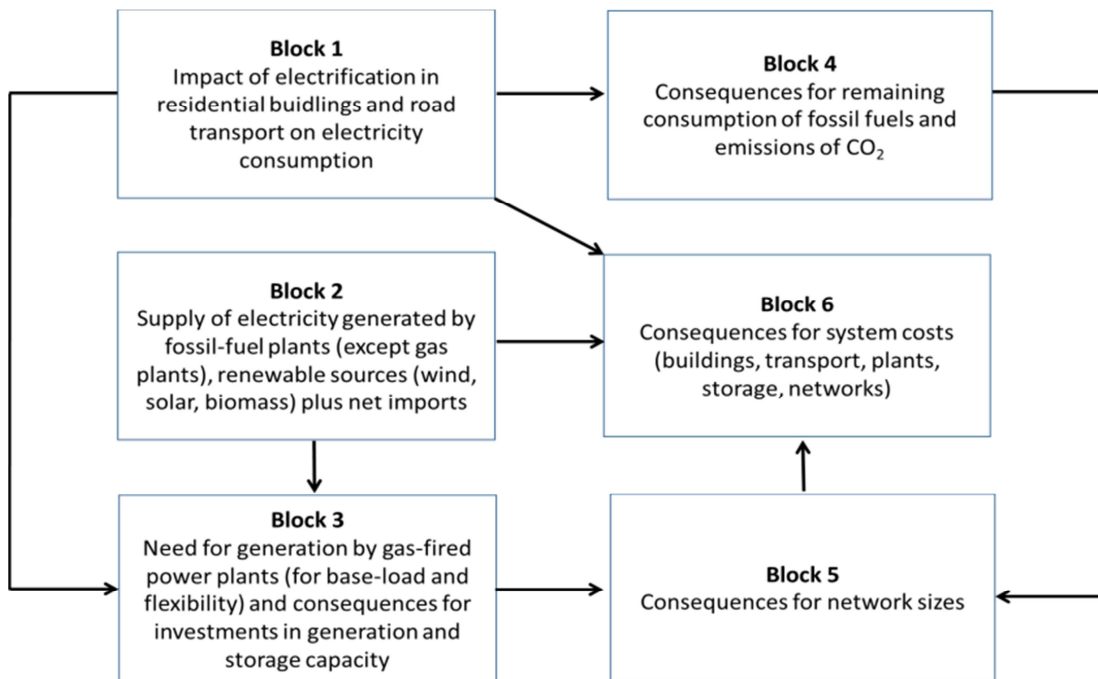 Block 1
Impact of electrification in
residential buidlings and road
transport on electricity
consumption
Block 4
Consequences for remaining
consumption of fossil fuels and
emissions of CO₂
Block 2
Supply of electricity generated by
fossil-fuel plants (except gas
plants), renewable sources (wind,
solar, biomass) plus net imports
Block 6
Consequences for system costs
(buildings, transport, plants,
storage, networks)
Block 3
Need for generation by gas-fired
power plants (for base-load and
flexibility) and consequences for
investments in generation and
storage capacity
Block 5
Consequences for network sizes